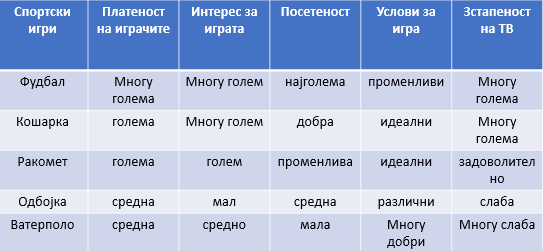 Спортски игри	Платеност на играчите	Интерес за играта	Посетеност	Услови за игра	Зстапеност на ТВ
Фудбал	Многу голема	Многу голем	најголема	променливи	Многу голема
Кошарка	голема	Многу голем	добра	идеални	Многу голема
Ракомет	голема	голем	променлива	идеални	задоволително
Одбојка	средна	мал	средна	различни	слаба
Ватерполо	средна	средно	мала	Многу добри	Многу слаба